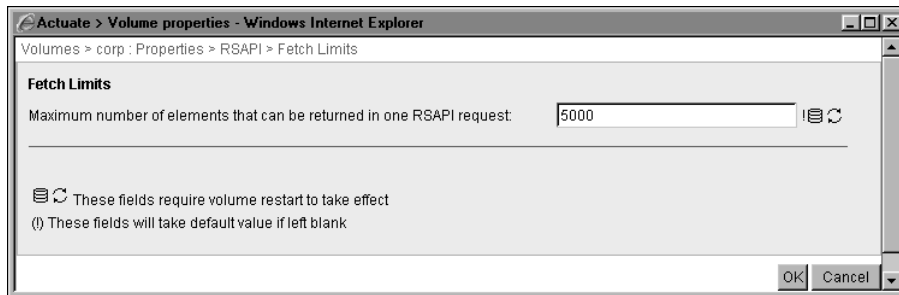 Actuate > Volume properties - Windows Internet Explorer
Volumes > corp : Properties > RSAPI > Fetch Limits
Fetch Limits
Maximum number of elements that can be returned in one RSAPI request: 5000 !
These fields require volume restart to take effect
(!) These fields will take default value if left blank
OK Cancel